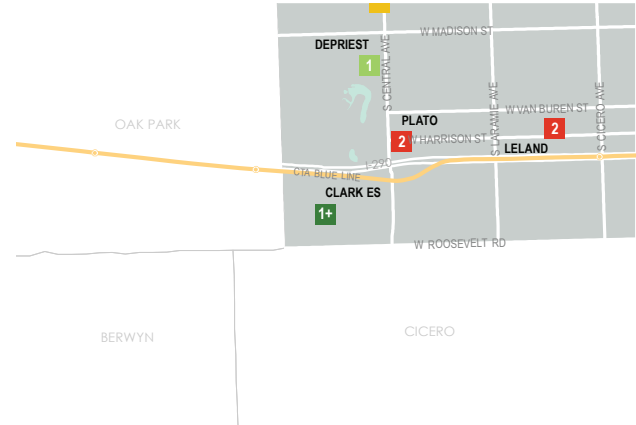 W MADISON ST
DEPRIEST
1
S CENTRAL AVE
S LARAMIE AVE
S CICERO AVE
W VAN BUREN ST
OAK PARK
PLATO
2
2
W HARRISON ST
LELAND
I-290
CTA BLUE LINE
CLARK ES
1+
W ROOSEVELT RD
BERWYN
CICERO